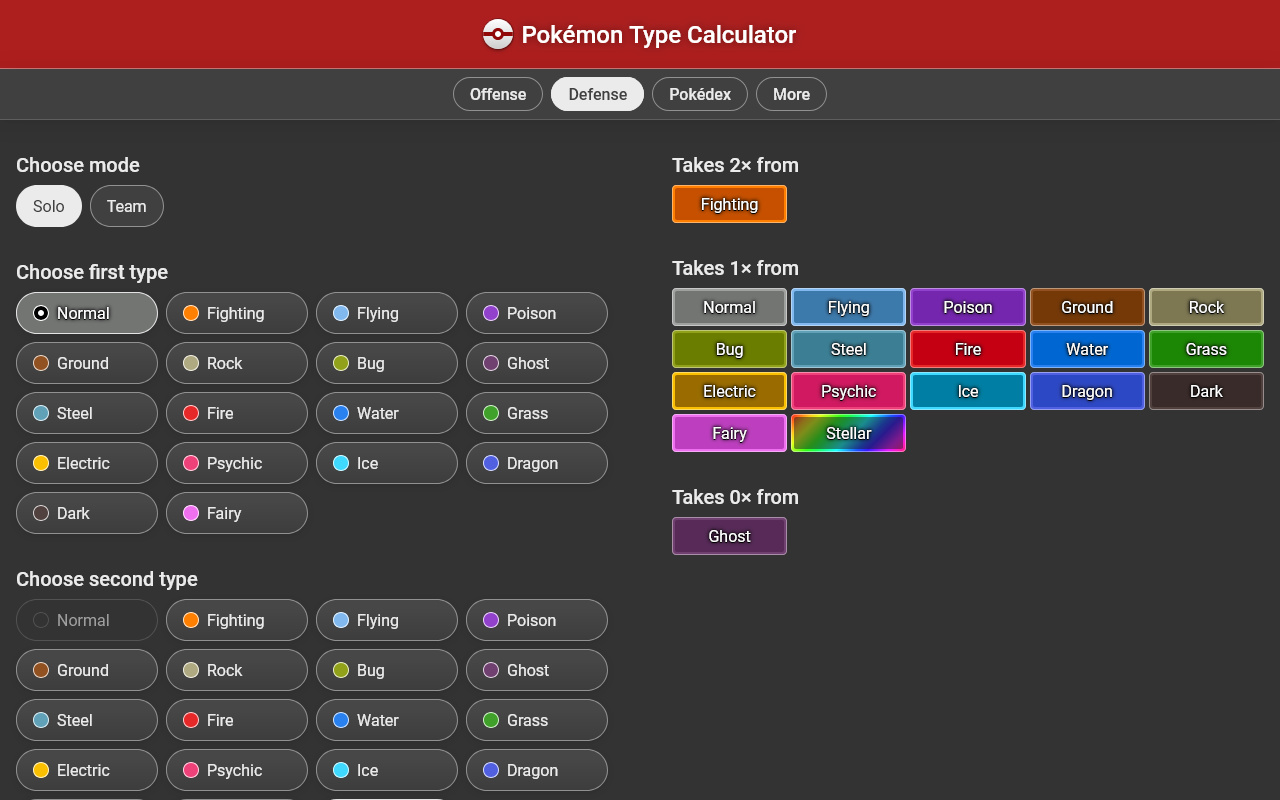 Pokémon Type Calculator
Offense Defense Pokédex More
Choose mode
Solo Team
Choose first type
Normal Fighting Flying Poison
Ground Rock Bug Ghost
Steel Fire Water Grass
Electric Psychic Ice Dragon
Dark Fairy
Choose second type
Normal Fighting Flying Poison
Ground Rock Bug Ghost
Steel Fire Water Grass
Electric Psychic Ice Dragon
Takes 2× from
Fighting
Takes 1× from
Normal Flying Poison Ground Rock
Bug Steel Fire Water Grass
Electric Psychic Ice Dragon Dark
Fairy Stellar
Takes 0× from
Ghost